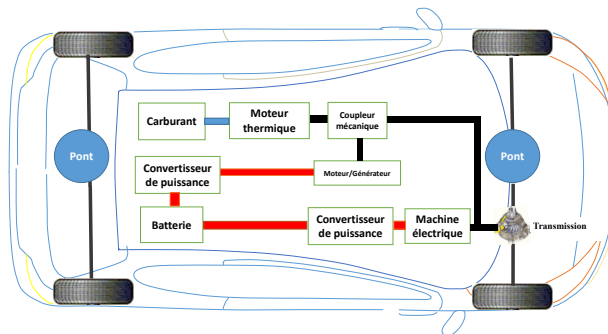 Carburant
Moteur
thermique
Coupleur
mécanique
Pont
Pont
Convertisseur
de puissance
Moteur/Générateur
Batterie
Convertisseur
de puissance
Machine
électrique
Transmission